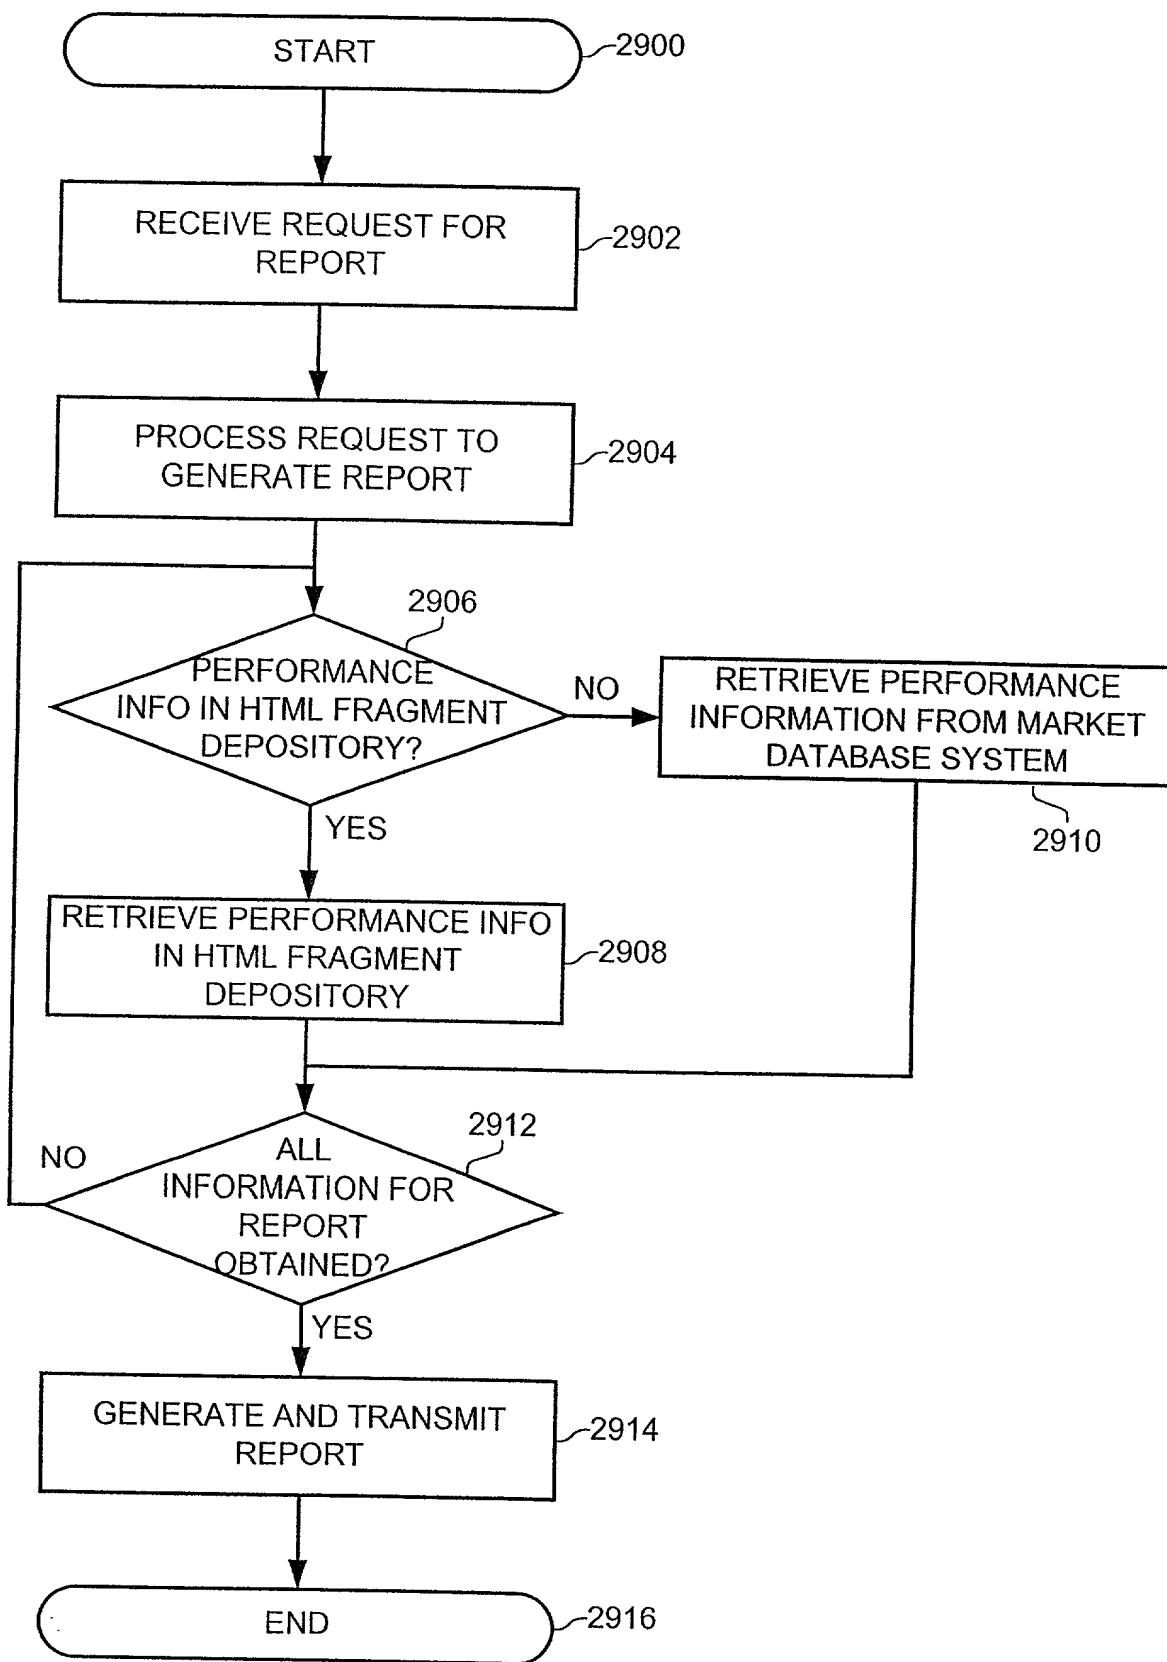 START
2900
RECEIVE REQUEST FOR
REPORT
2902
PROCESS REQUEST TO
GENERATE REPORT
2904
2906
PERFORMANCE
INFO IN HTML FRAGMENT
DEPOSITORY?
NO
RETRIEVE PERFORMANCE
INFORMATION FROM MARKET
DATABASE SYSTEM
2910
YES
RETRIEVE PERFORMANCE INFO
IN HTML FRAGMENT
DEPOSITORY
2908
2912
NO
ALL
INFORMATION FOR
REPORT
OBTAINED?
YES
GENERATE AND TRANSMIT
REPORT
2914
END
2916